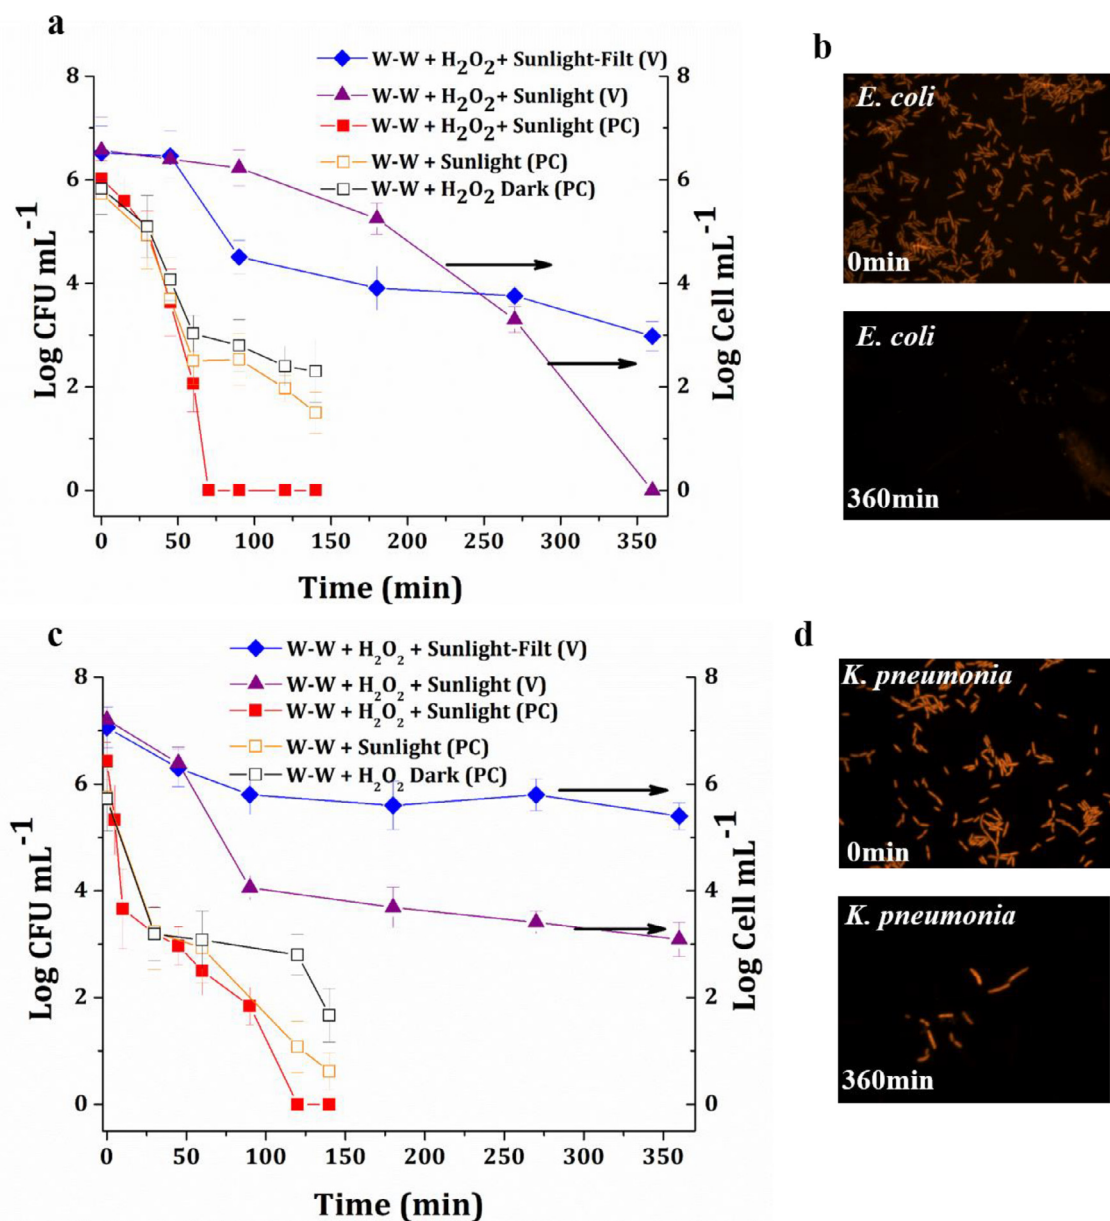 a
W-W + H₂O₂+ Sunlight-Filt (V)
W-W + H₂O₂+ Sunlight (V)
W-W + H₂O₂+ Sunlight (PC)
W-W + Sunlight (PC)
W-W + H₂O₂ Dark (PC)
8
6
4
2
0
Log CFU mL⁻¹
8
6
4
2
0
Log Cell mL⁻¹
0 50 100 150 200 250 300 350
Time (min)
b
E. coli
0min
E. coli
360min
c
W-W + H₂O₂ + Sunlight-Filt (V)
W-W + H₂O₂ + Sunlight (V)
W-W + H₂O₂ + Sunlight (PC)
W-W + Sunlight (PC)
W-W + H₂O₂ Dark (PC)
8
6
4
2
0
Log CFU mL⁻¹
8
6
4
2
0
Log Cell mL⁻¹
0 50 100 150 200 250 300 350
Time (min)
d
K. pneumonia
0min
K. pneumonia
360min